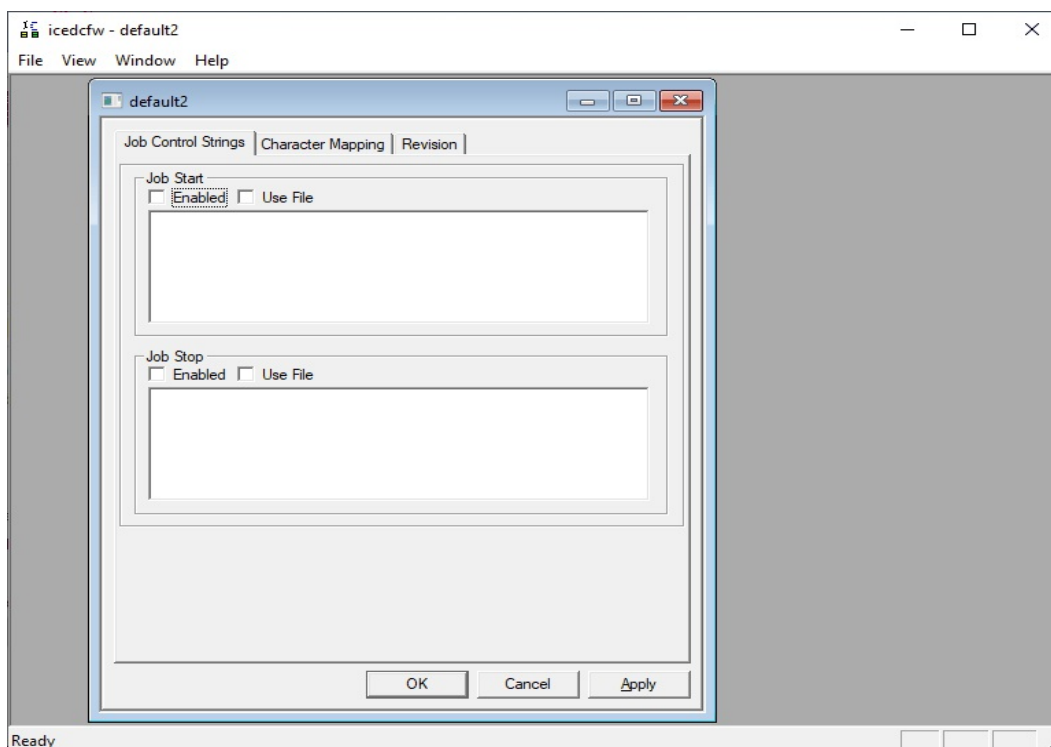 icedcfw - default2
File View Window Help
default2
Job Control Strings Character Mapping Revision
Job Start
Enabled Use File
Job Stop
Enabled Use File
OK Cancel Apply
Ready